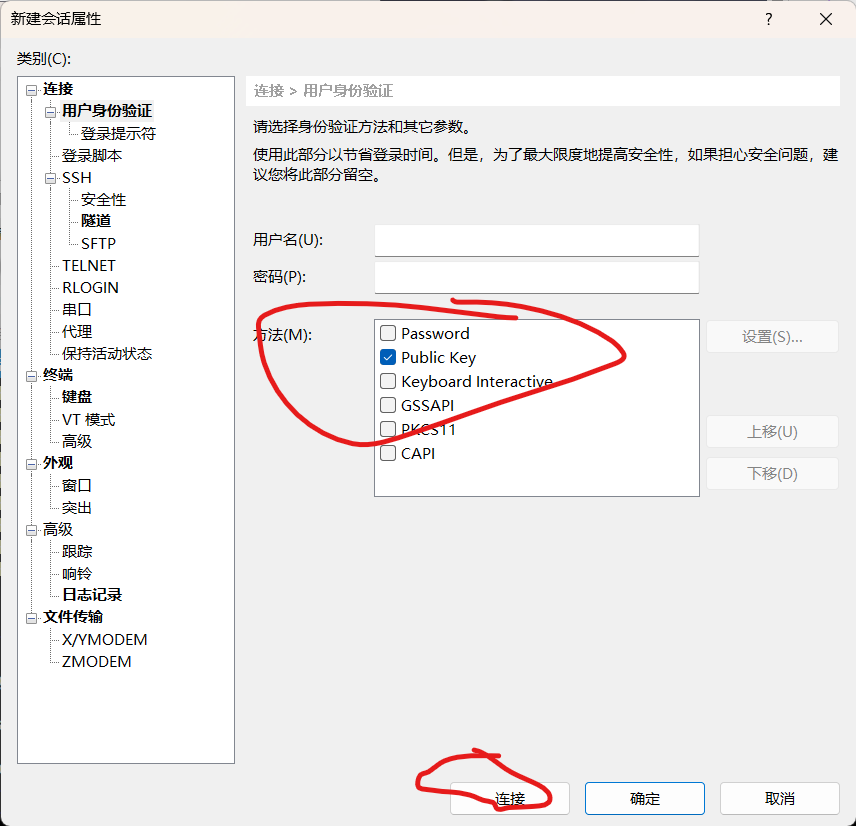 新建会话属性
?
类别(C):
连接
用户身份验证
登录提示符
登录脚本
SSH
安全性
隧道
SFTP
TELNET
RLOGIN
串口
代理
保持活动状态
终端
键盘
VT 模式
高级
外观
窗口
突出
高级
跟踪
响铃
日志记录
文件传输
X/YMODEM
ZMODEM
连接 > 用户身份验证
请选择身份验证方法和其它参数。
使用此部分以节省登录时间。但是，为了最大限度地提高安全性，如果担心安全问题，建
议您将此部分留空。
用户名(U):
密码(P):
方法(M):
Password
Public Key
Keyboard Interactive
GSSAPI
PKCS11
CAPI
设置(S)...
上移(U)
下移(D)
连接
确定
取消